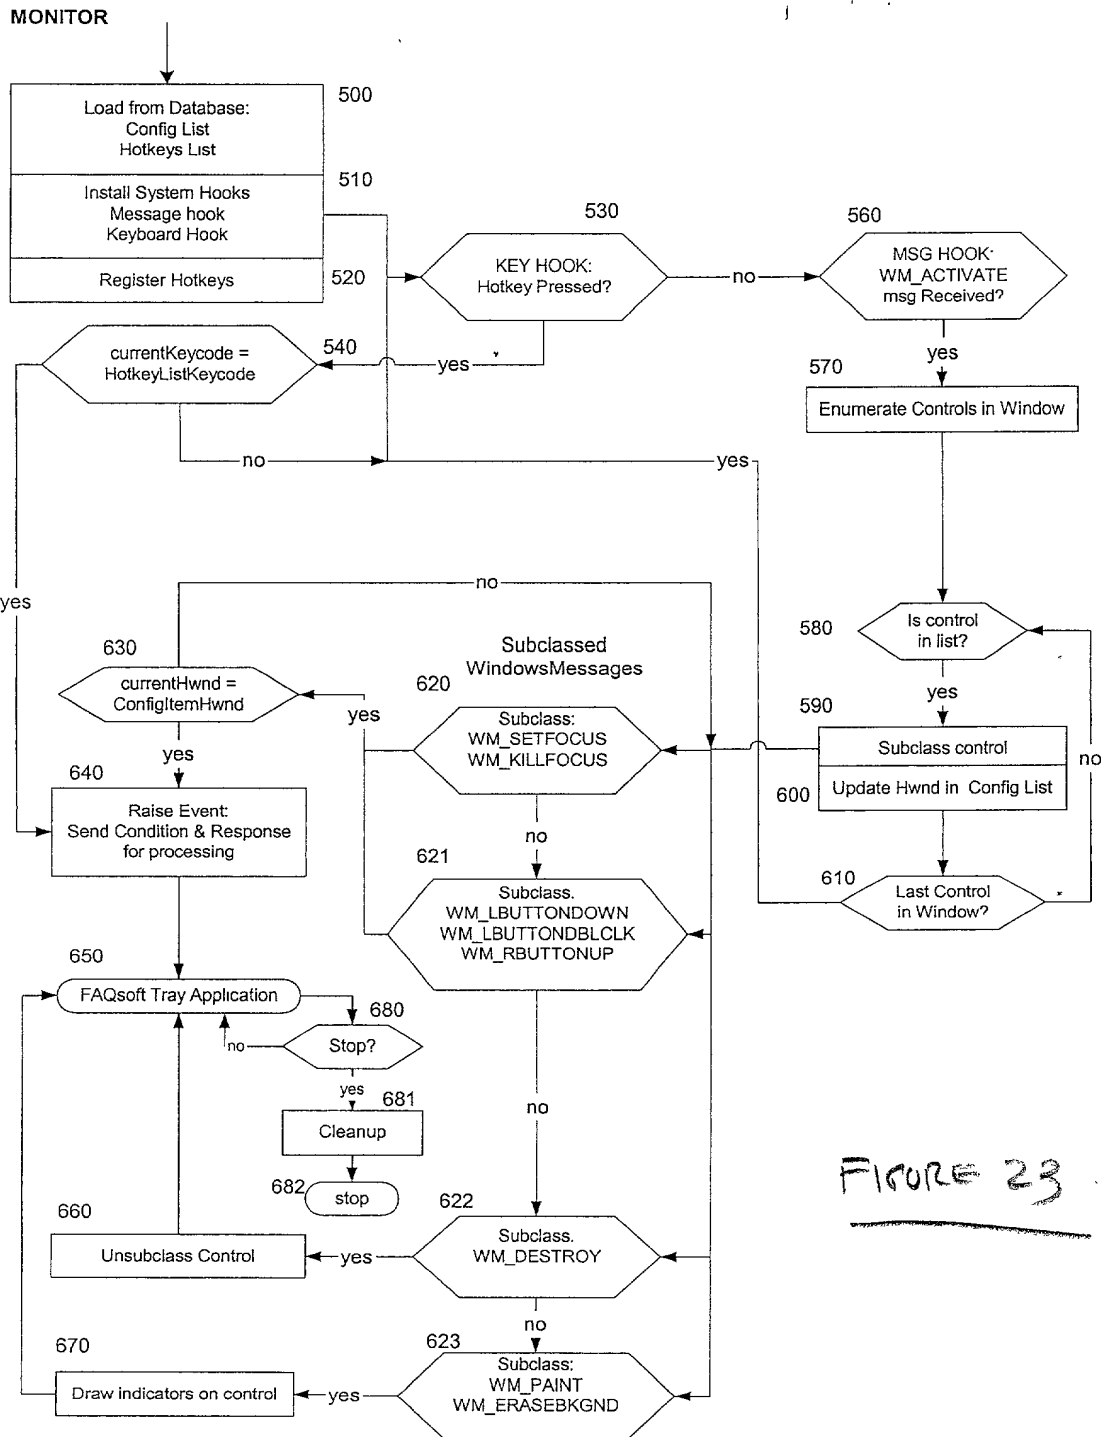 MONITOR
500
Load from Database:
Config List
Hotkeys List
510
Install System Hooks
Message hook
Keyboard Hook
520
Register Hotkeys
530
KEY HOOK:
Hotkey Pressed?
no
560
MSG HOOK:
WM_ACTIVATE
msg Received?
540
currentKeycode =
HotkeyListKeycode
yes
yes
570
Enumerate Controls in Window
no
yes
yes
no
580
Is control
in list?
630
currentHwnd =
ConfigItemHwnd
Subclassed
WindowsMessages
620
Subclass:
WM_SETFOCUS
WM_KILLFOCUS
yes
yes
590
Subclass control
600
Update Hwnd in Config List
no
yes
640
Raise Event:
Send Condition & Response
for processing
no
621
Subclass.
WM_LBUTTONDOWN
WM_LBUTTONDBLCLK
WM_RBUTTONUP
610
Last Control
in Window?
650
FAQsoft Tray Application
680
Stop?
no
yes
681
Cleanup
682
stop
no
FIGURE 23
660
Unsubclass Control
yes
622
Subclass.
WM_DESTROY
no
670
Draw indicators on control
yes
623
Subclass:
WM_PAINT
WM_ERASEBKGND